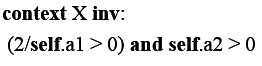 context X inv:
(2/self.a1 > 0) and self.a2 > 0